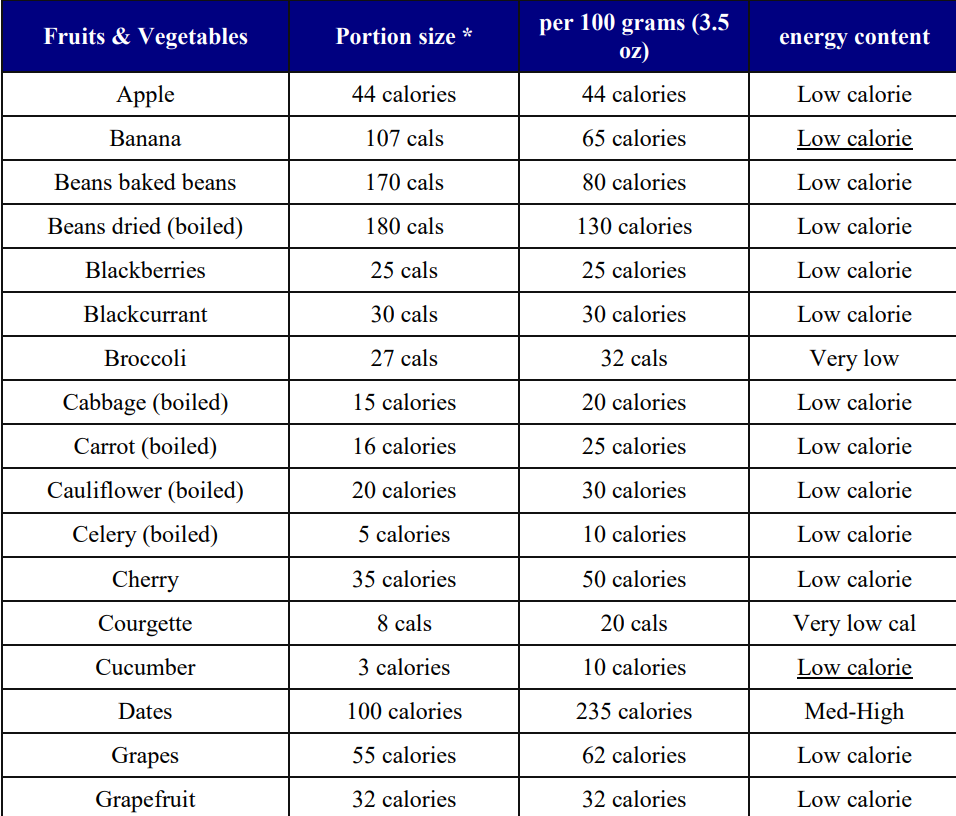 Fruits & Vegetables Portion size * per 100 grams (3.5 oz) energy content
Apple 44 calories 44 calories Low calorie
Banana 107 cals 65 calories Low calorie
Beans baked beans 170 cals 80 calories Low calorie
Beans dried (boiled) 180 cals 130 calories Low calorie
Blackberries 25 cals 25 calories Low calorie
Blackcurrant 30 cals 30 calories Low calorie
Broccoli 27 cals 32 cals Very low
Cabbage (boiled) 15 calories 20 calories Low calorie
Carrot (boiled) 16 calories 25 calories Low calorie
Cauliflower (boiled) 20 calories 30 calories Low calorie
Celery (boiled) 5 calories 10 calories Low calorie
Cherry 35 calories 50 calories Low calorie
Courgette 8 cals 20 cals Very low cal
Cucumber 3 calories 10 calories Low calorie
Dates 100 calories 235 calories Med-High
Grapes 55 calories 62 calories Low calorie
Grapefruit 32 calories 32 calories Low calorie